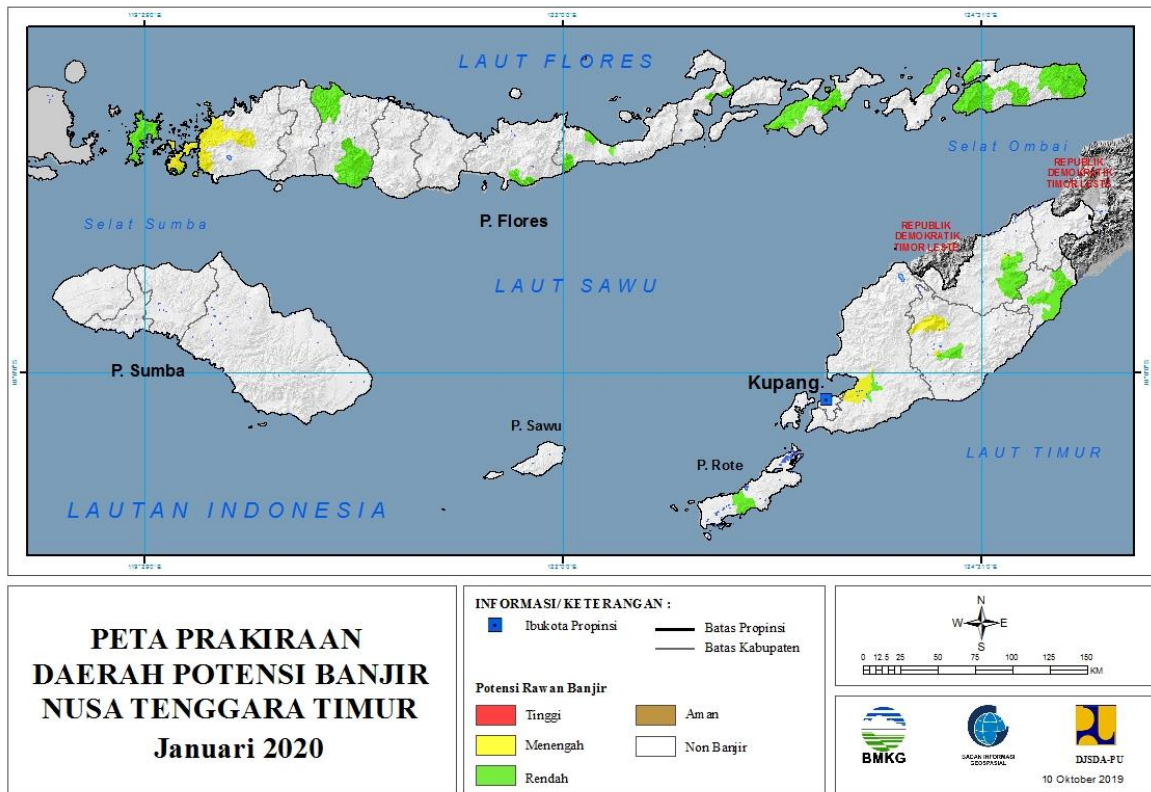 LAUT FLORES
Selat Ombai
REPUBLIK
DEMOKRATIK
TIMOR LESTE
P. Flores
Selat Sumba
REPUBLIK
DEMOKRATIK
TIMOR LESTE
LAUT SAWU
P. Sumba
Kupang.
P. Sawu
P. Rote
LAUT TIMUR
LAUTAN INDONESIA
PETA PRAKIRAAN
DAERAH POTENSI BANJIR
NUSA TENGGARA TIMUR
Januari 2020
INFORMASI/ KETERANGAN :
Ibukota Propinsi
Batas Propinsi
Batas Kabupaten
Potensi Rawan Banjir
Tinggi
Aman
Menengah
Non Banjir
Rendah
N
W E
S
0 12.5 25 50 75 100 125 150
KM
BMKG
BADAN INFORMASI
GEOSPASIAL
DJSDA-PU
10 Oktober 2019